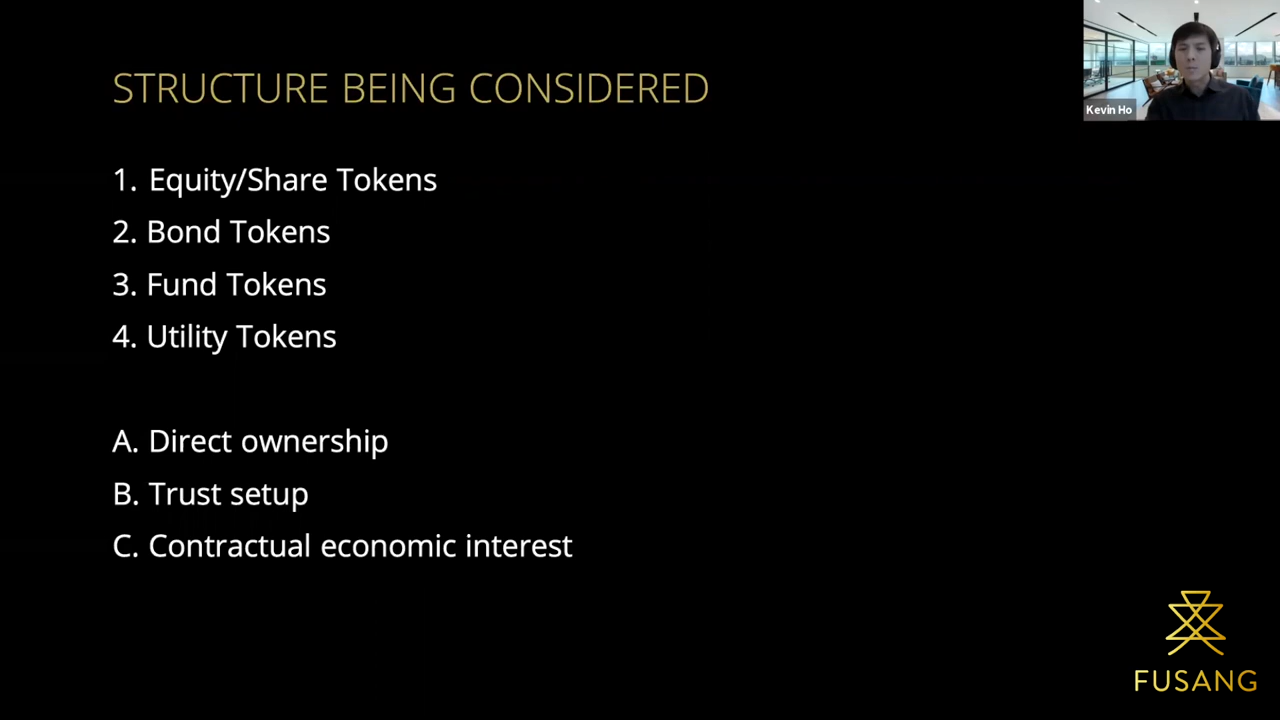 STRUCTURE BEING CONSIDERED
Kevin Ho
1. Equity/Share Tokens
2. Bond Tokens
3. Fund Tokens
4. Utility Tokens
A. Direct ownership
B. Trust setup
C. Contractual economic interest
FUSANG